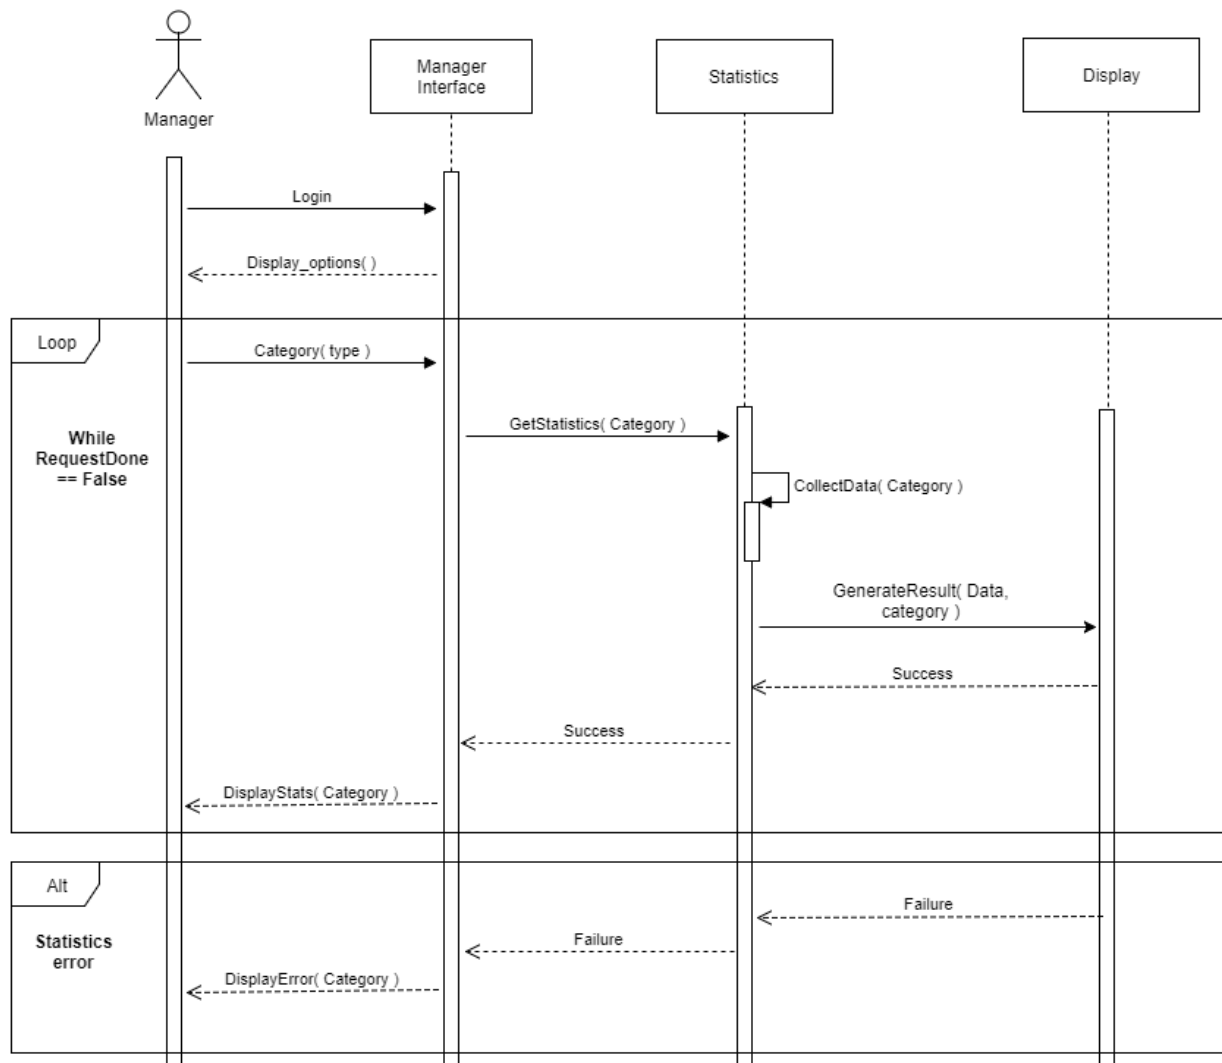 Manager
Manager
Interface
Statistics
Display
Login
Display_options( )
Loop
Category( type )
While
RequestDone
== False
GetStatistics( Category )
CollectData( Category )
GenerateResult( Data,
category )
Success
Success
DisplayStats( Category )
Alt
Statistics
error
Failure
Failure
DisplayError( Category )